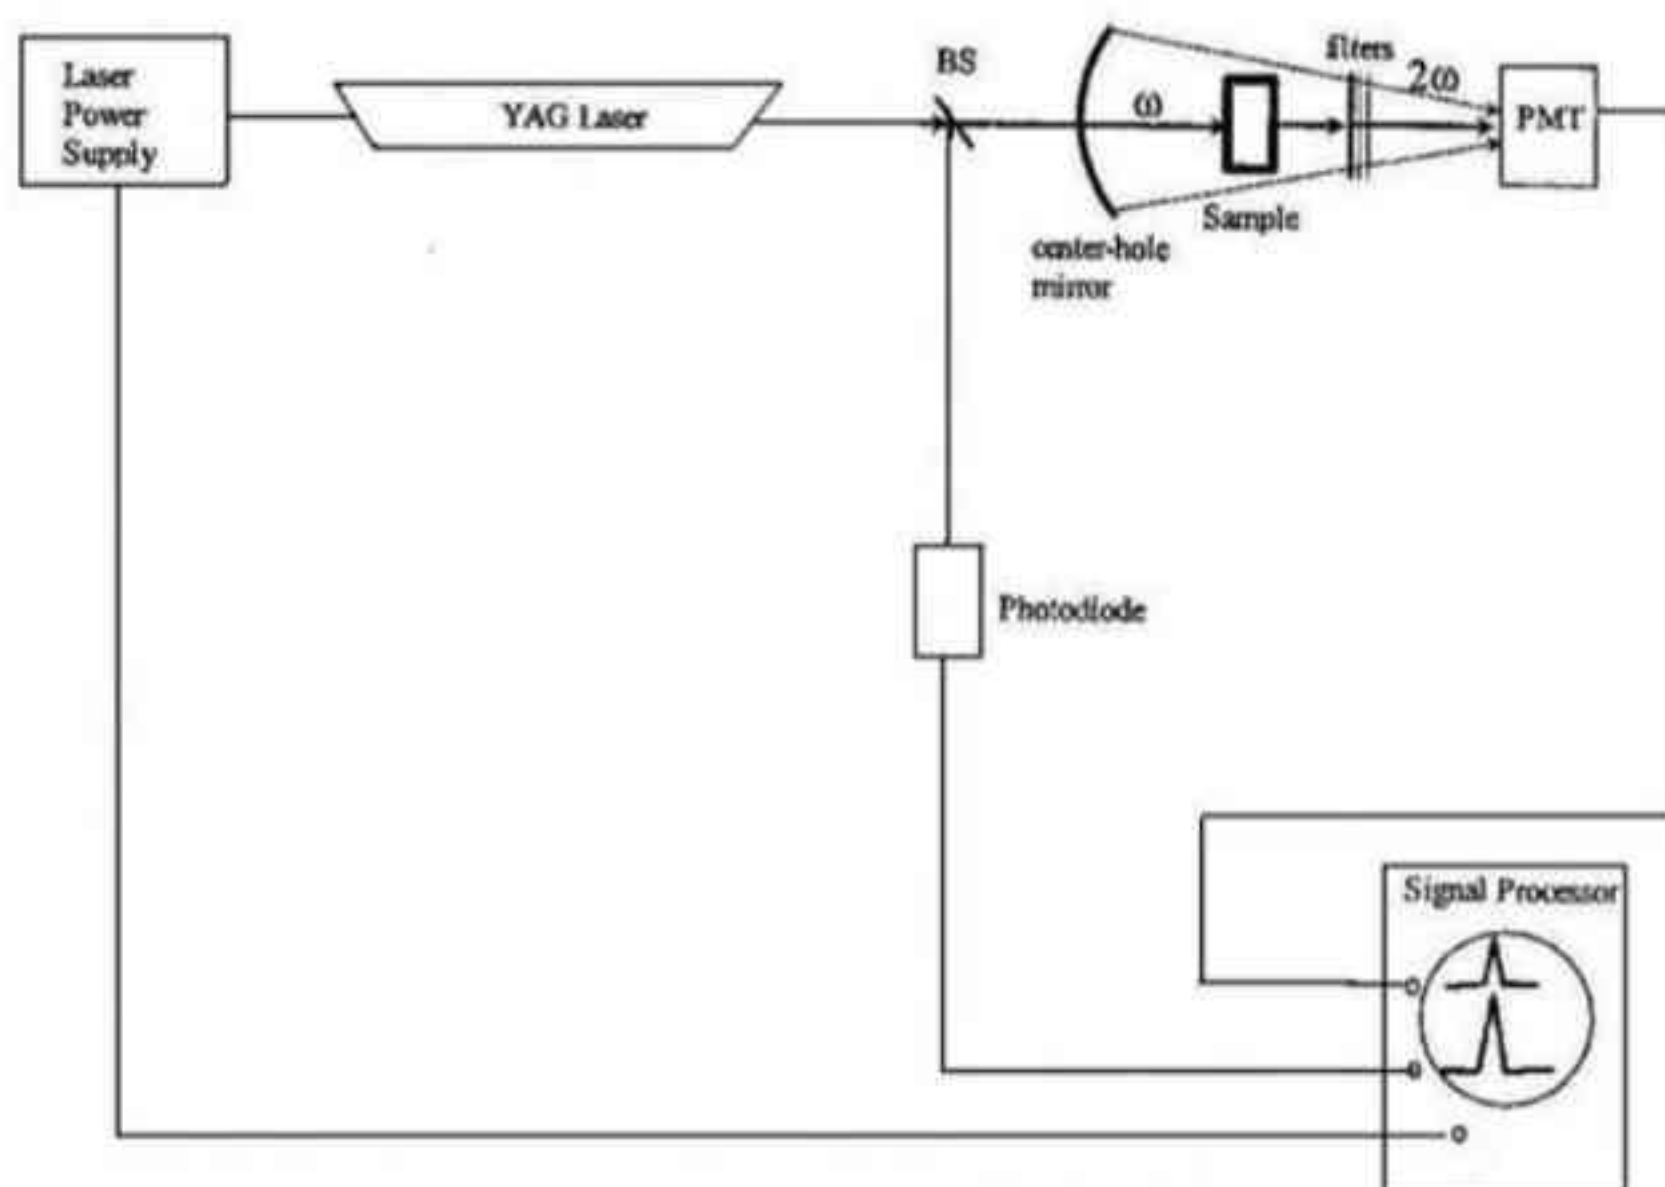 Laser
Power
Supply
YAG Laser
BS
ω
filters
2ω
PMT
Sample
center-hole
mirror
Photodiode
Signal Processor